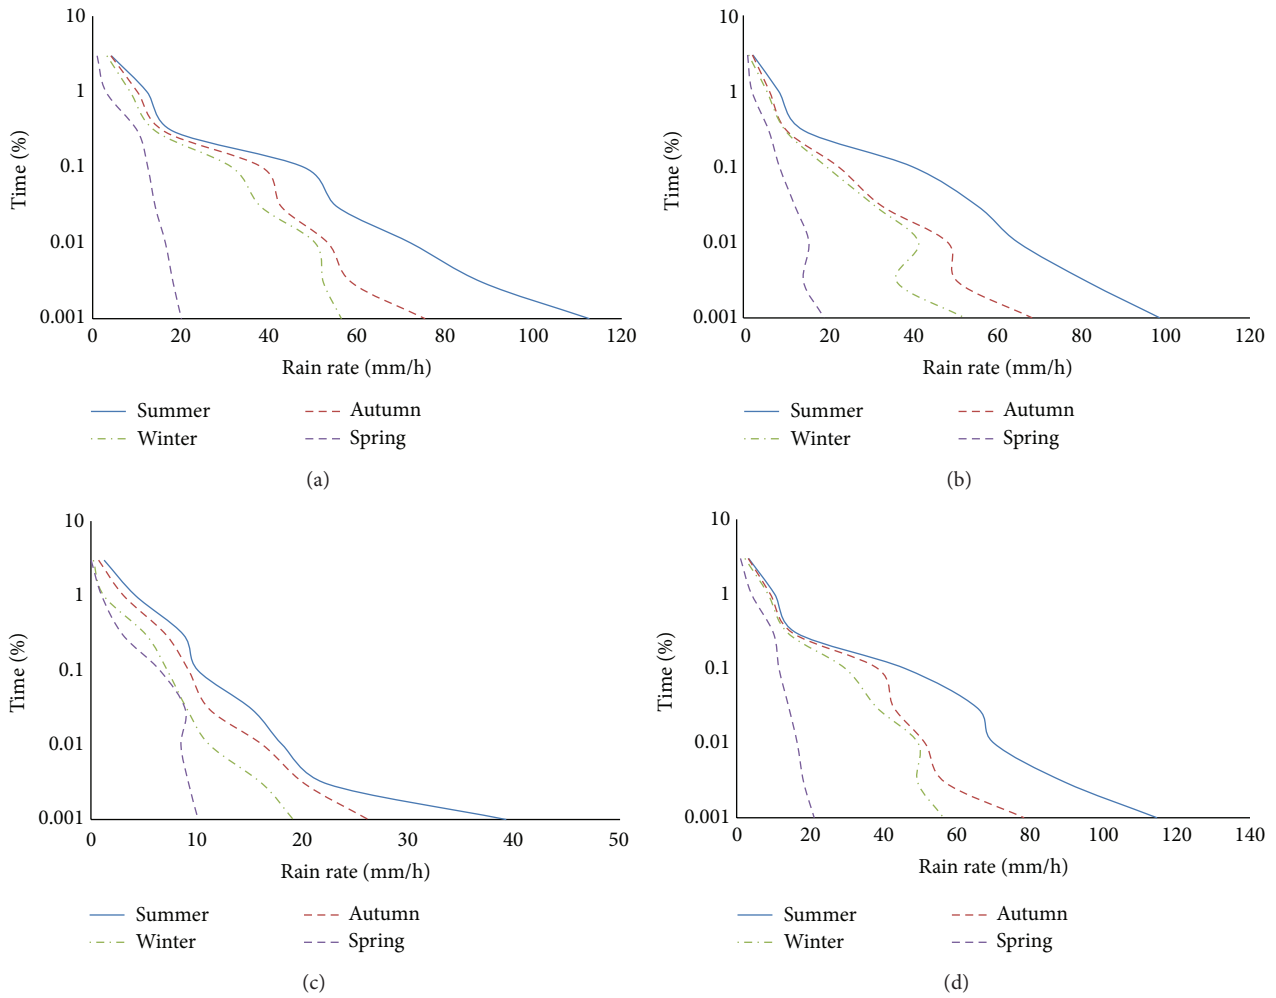 10
1
0.1
0.01
0.001
Time (%)
0 20 40 60 80 100 120
Rain rate (mm/h)
Summer Autumn
Winter Spring
(a)
10
1
0.1
0.01
0.001
Time (%)
0 20 40 60 80 100 120
Rain rate (mm/h)
Summer Autumn
Winter Spring
(b)
10
1
0.1
0.01
0.001
Time (%)
0 10 20 30 40 50
Rain rate (mm/h)
Summer Autumn
Winter Spring
(c)
10
1
0.1
0.01
0.001
Time (%)
0 20 40 60 80 100 120 140
Rain rate (mm/h)
Summer Autumn
Winter Spring
(d)